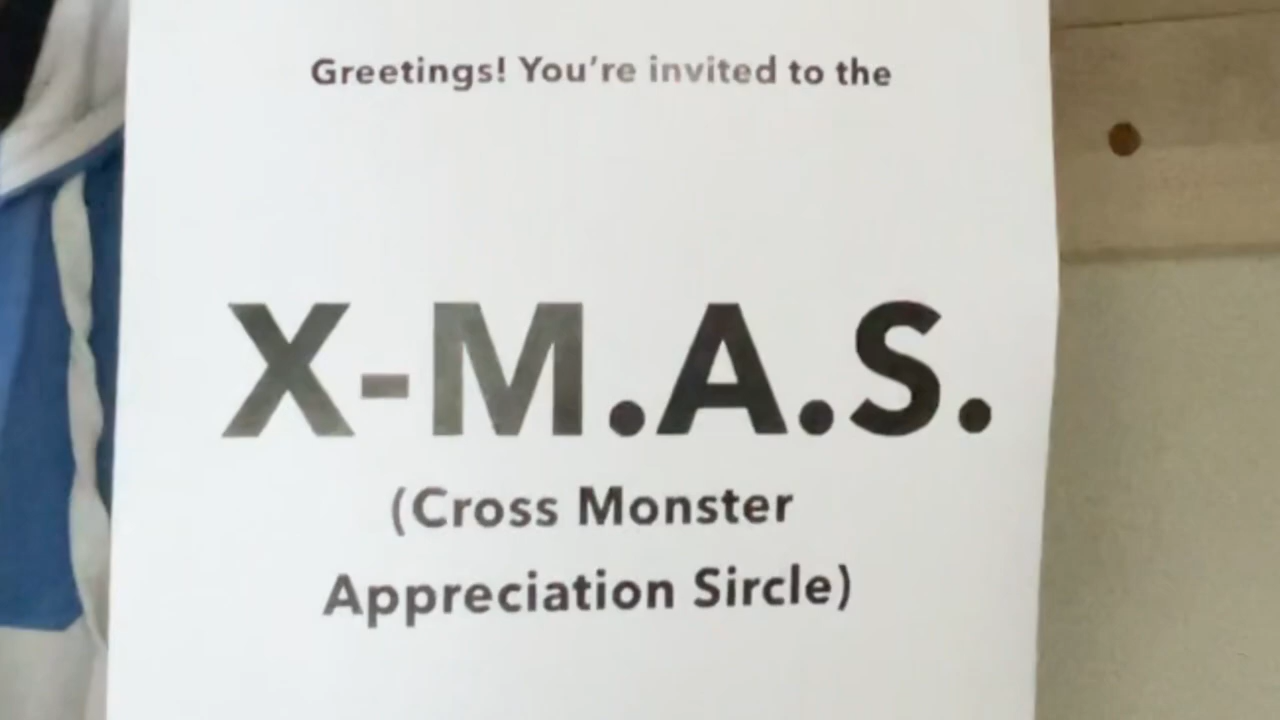 Greetings! You're invited to the
X-M.A.S.
(Cross Monster
Appreciation Sircle)